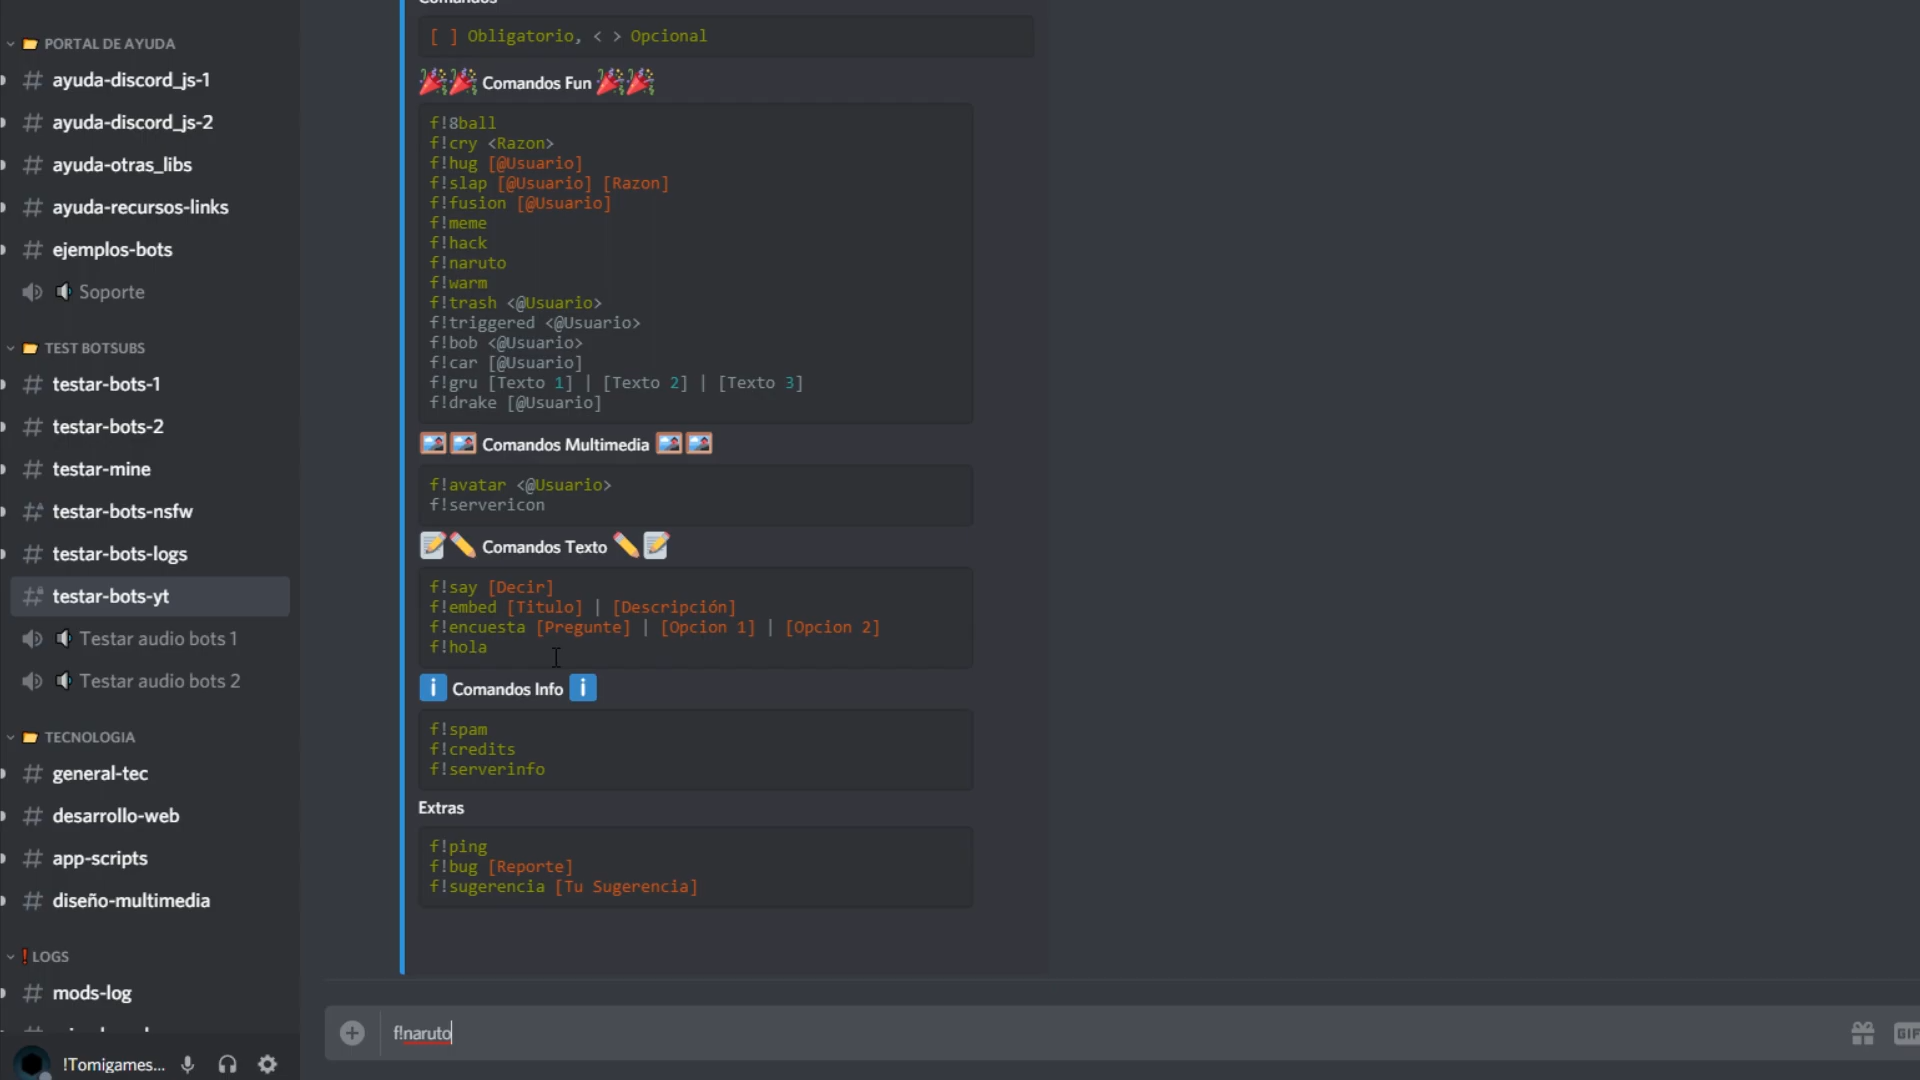 PORTAL DE AYUDA
ayuda-discord_js-1
ayuda-discord_js-2
ayuda-otras_libs
ayuda-recursos-links
ejemplos-bots
Soporte
TEST BOTSUBS
testar-bots-1
testar-bots-2
testar-mine
testar-bots-nsfw
testar-bots-logs
testar-bots-yt
Testar audio bots 1
Testar audio bots 2
TECNOLOGIA
general-tec
desarrollo-web
app-scripts
diseño-multimedia
LOGS
mods-log
!Tomigames...
Comandos
[ ] Obligatorio, < > Opcional
Comandos Fun
f!8ball
f!cry <Razon>
f!hug [@Usuario]
f!slap [@Usuario] [Razon]
f!fusion [@Usuario]
f!meme
f!hack
f!naruto
f!warm
f!trash <@Usuario>
f!triggered <@Usuario>
f!bob <@Usuario>
f!car [@Usuario]
f!gru [Texto 1] | [Texto 2] | [Texto 3]
f!drake [@Usuario]
Comandos Multimedia
f!avatar <@Usuario>
f!servericon
Comandos Texto
f!say [Decir]
f!embed [Titulo] | [Descripción]
f!encuesta [Pregunte] | [Opcion 1] | [Opcion 2]
f!hola
Comandos Info
f!spam
f!credits
f!serverinfo
Extras
f!ping
f!bug [Reporte]
f!sugerencia [Tu Sugerencia]
f!naruto
GIF